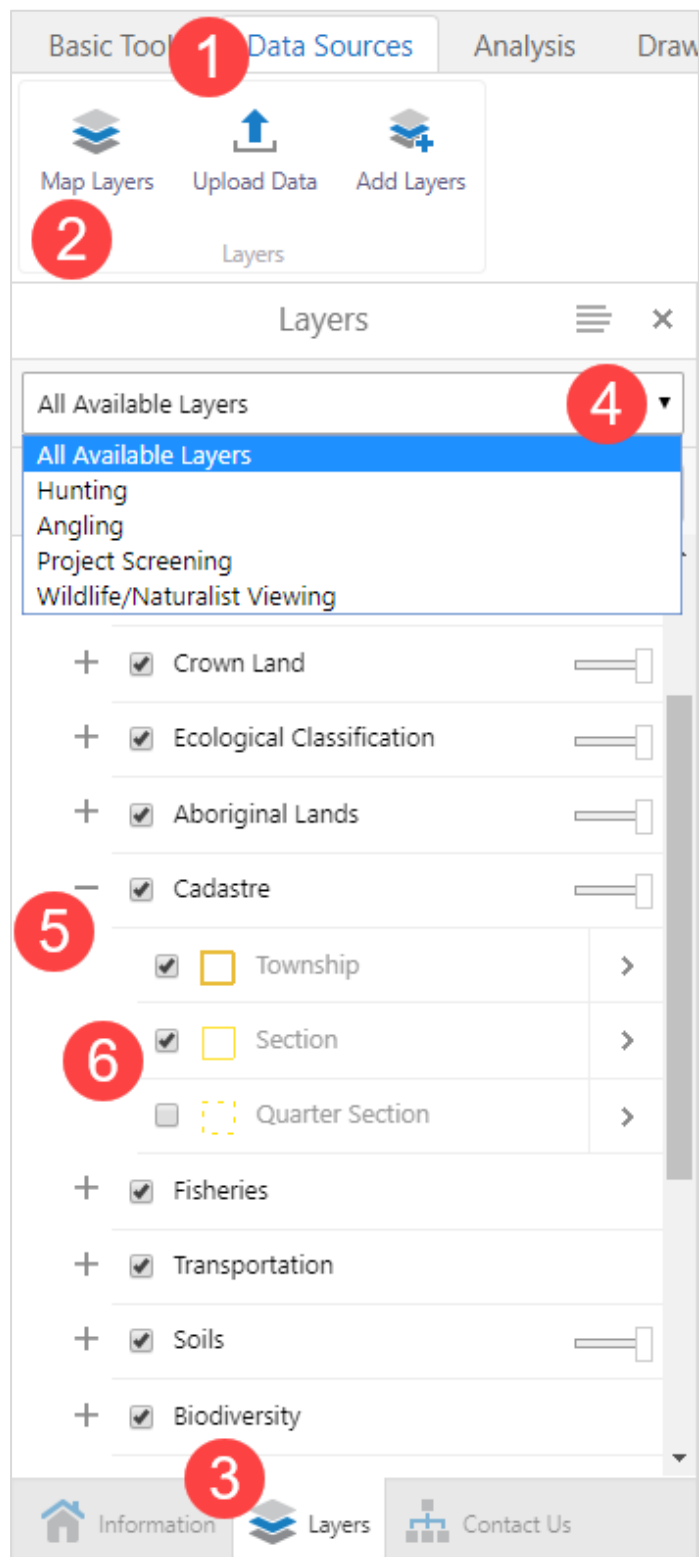 Basic Tool 1 Data Sources Analysis Draw
Map Layers Upload Data Add Layers
2
Layers
Layers
All Available Layers 4
All Available Layers
Hunting
Angling
Project Screening
Wildlife/Naturalist Viewing
Crown Land
Ecological Classification
Aboriginal Lands
Cadastre
5
Township
6 Section
Quarter Section
Fisheries
Transportation
Soils
Biodiversity
3
Information Layers Contact Us